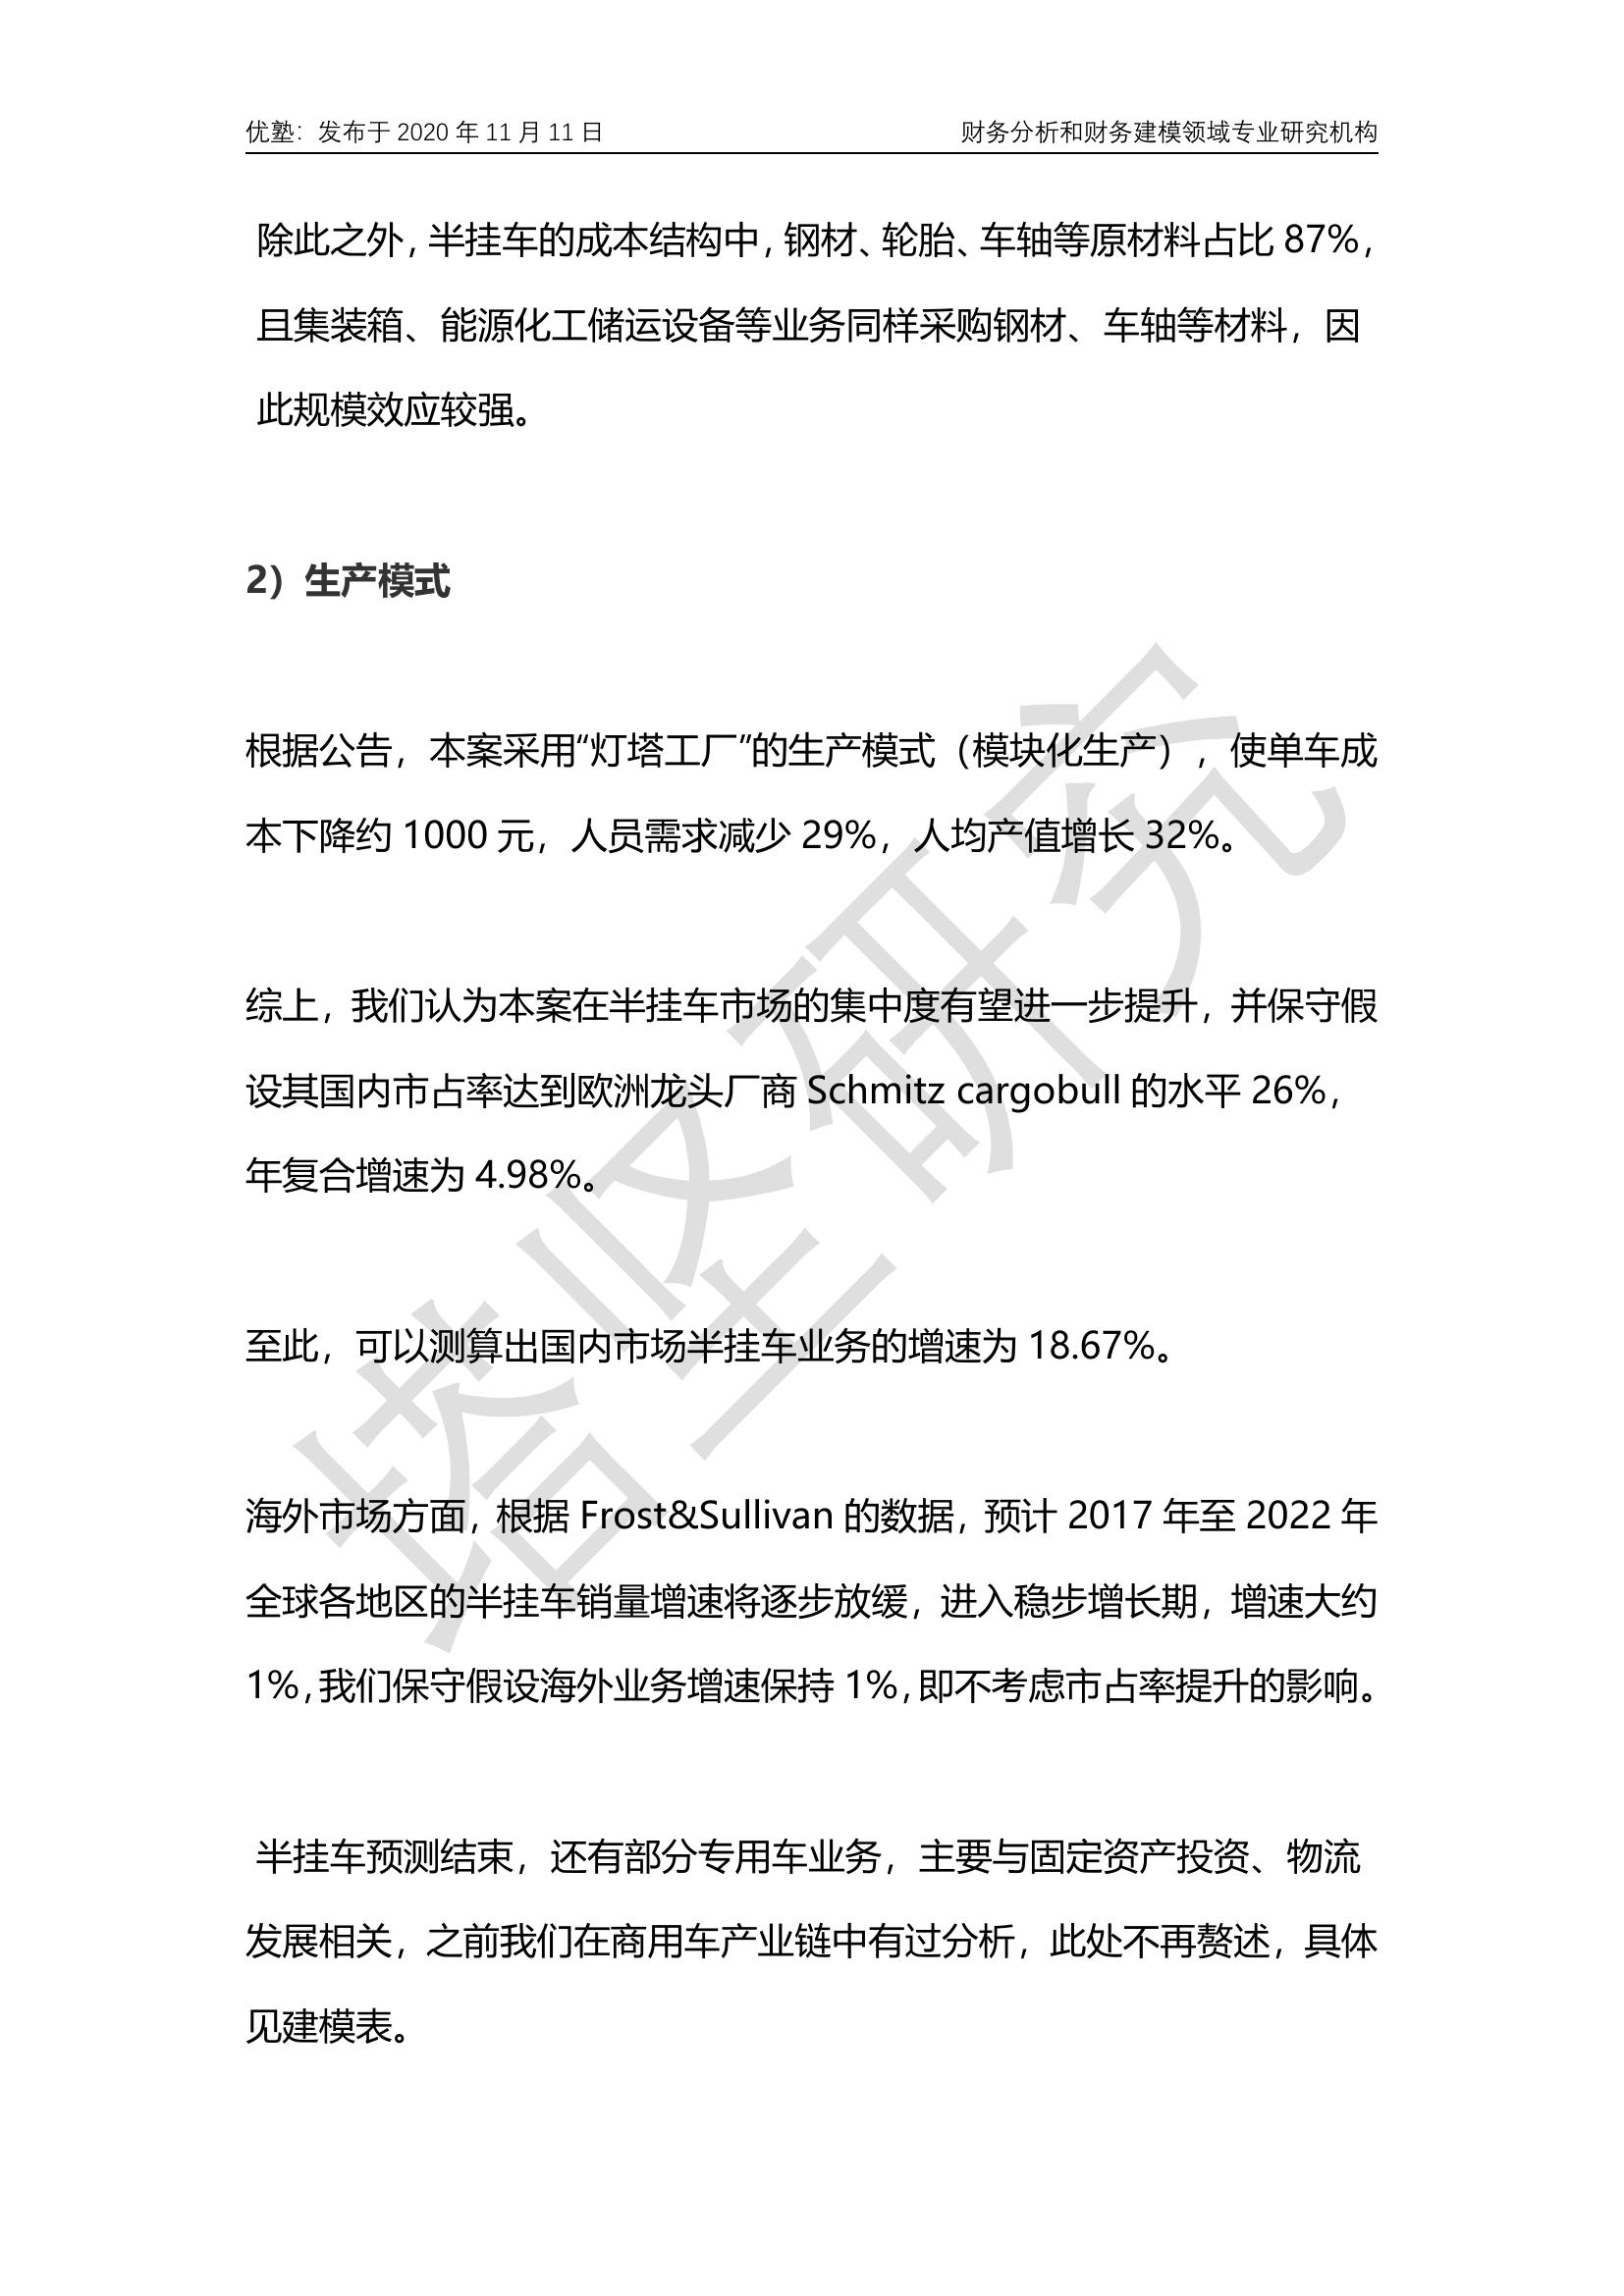 优塾：发布于 2020 年 11 月 11 日 财务分析和财务建模领域专业研究机构
除此之外，半挂车的成本结构中，钢材、轮胎、车轴等原材料占比 87%，
且集装箱、能源化工储运设备等业务同样采购钢材、车轴等材料，因
此规模效应较强。
2）生产模式
根据公告，本案采用“灯塔工厂”的生产模式（模块化生产），使单车成
本下降约 1000 元，人员需求减少 29%，人均产值增长 32%。
综上，我们认为本案在半挂车市场的集中度有望进一步提升，并保守假
设其国内市占率达到欧洲龙头厂商 Schmitz cargobull 的水平 26%，
年复合增速为 4.98%。
至此，可以测算出国内市场半挂车业务的增速为 18.67%。
海外市场方面，根据 Frost&Sullivan 的数据，预计 2017 年至 2022 年
全球各地区的半挂车销量增速将逐步放缓，进入稳步增长期，增速大约
1%，我们保守假设海外业务增速保持 1%，即不考虑市占率提升的影响。
半挂车预测结束，还有部分专用车业务，主要与固定资产投资、物流
发展相关，之前我们在商用车产业链中有过分析，此处不再赘述，具体
见建模表。
塔坚研究